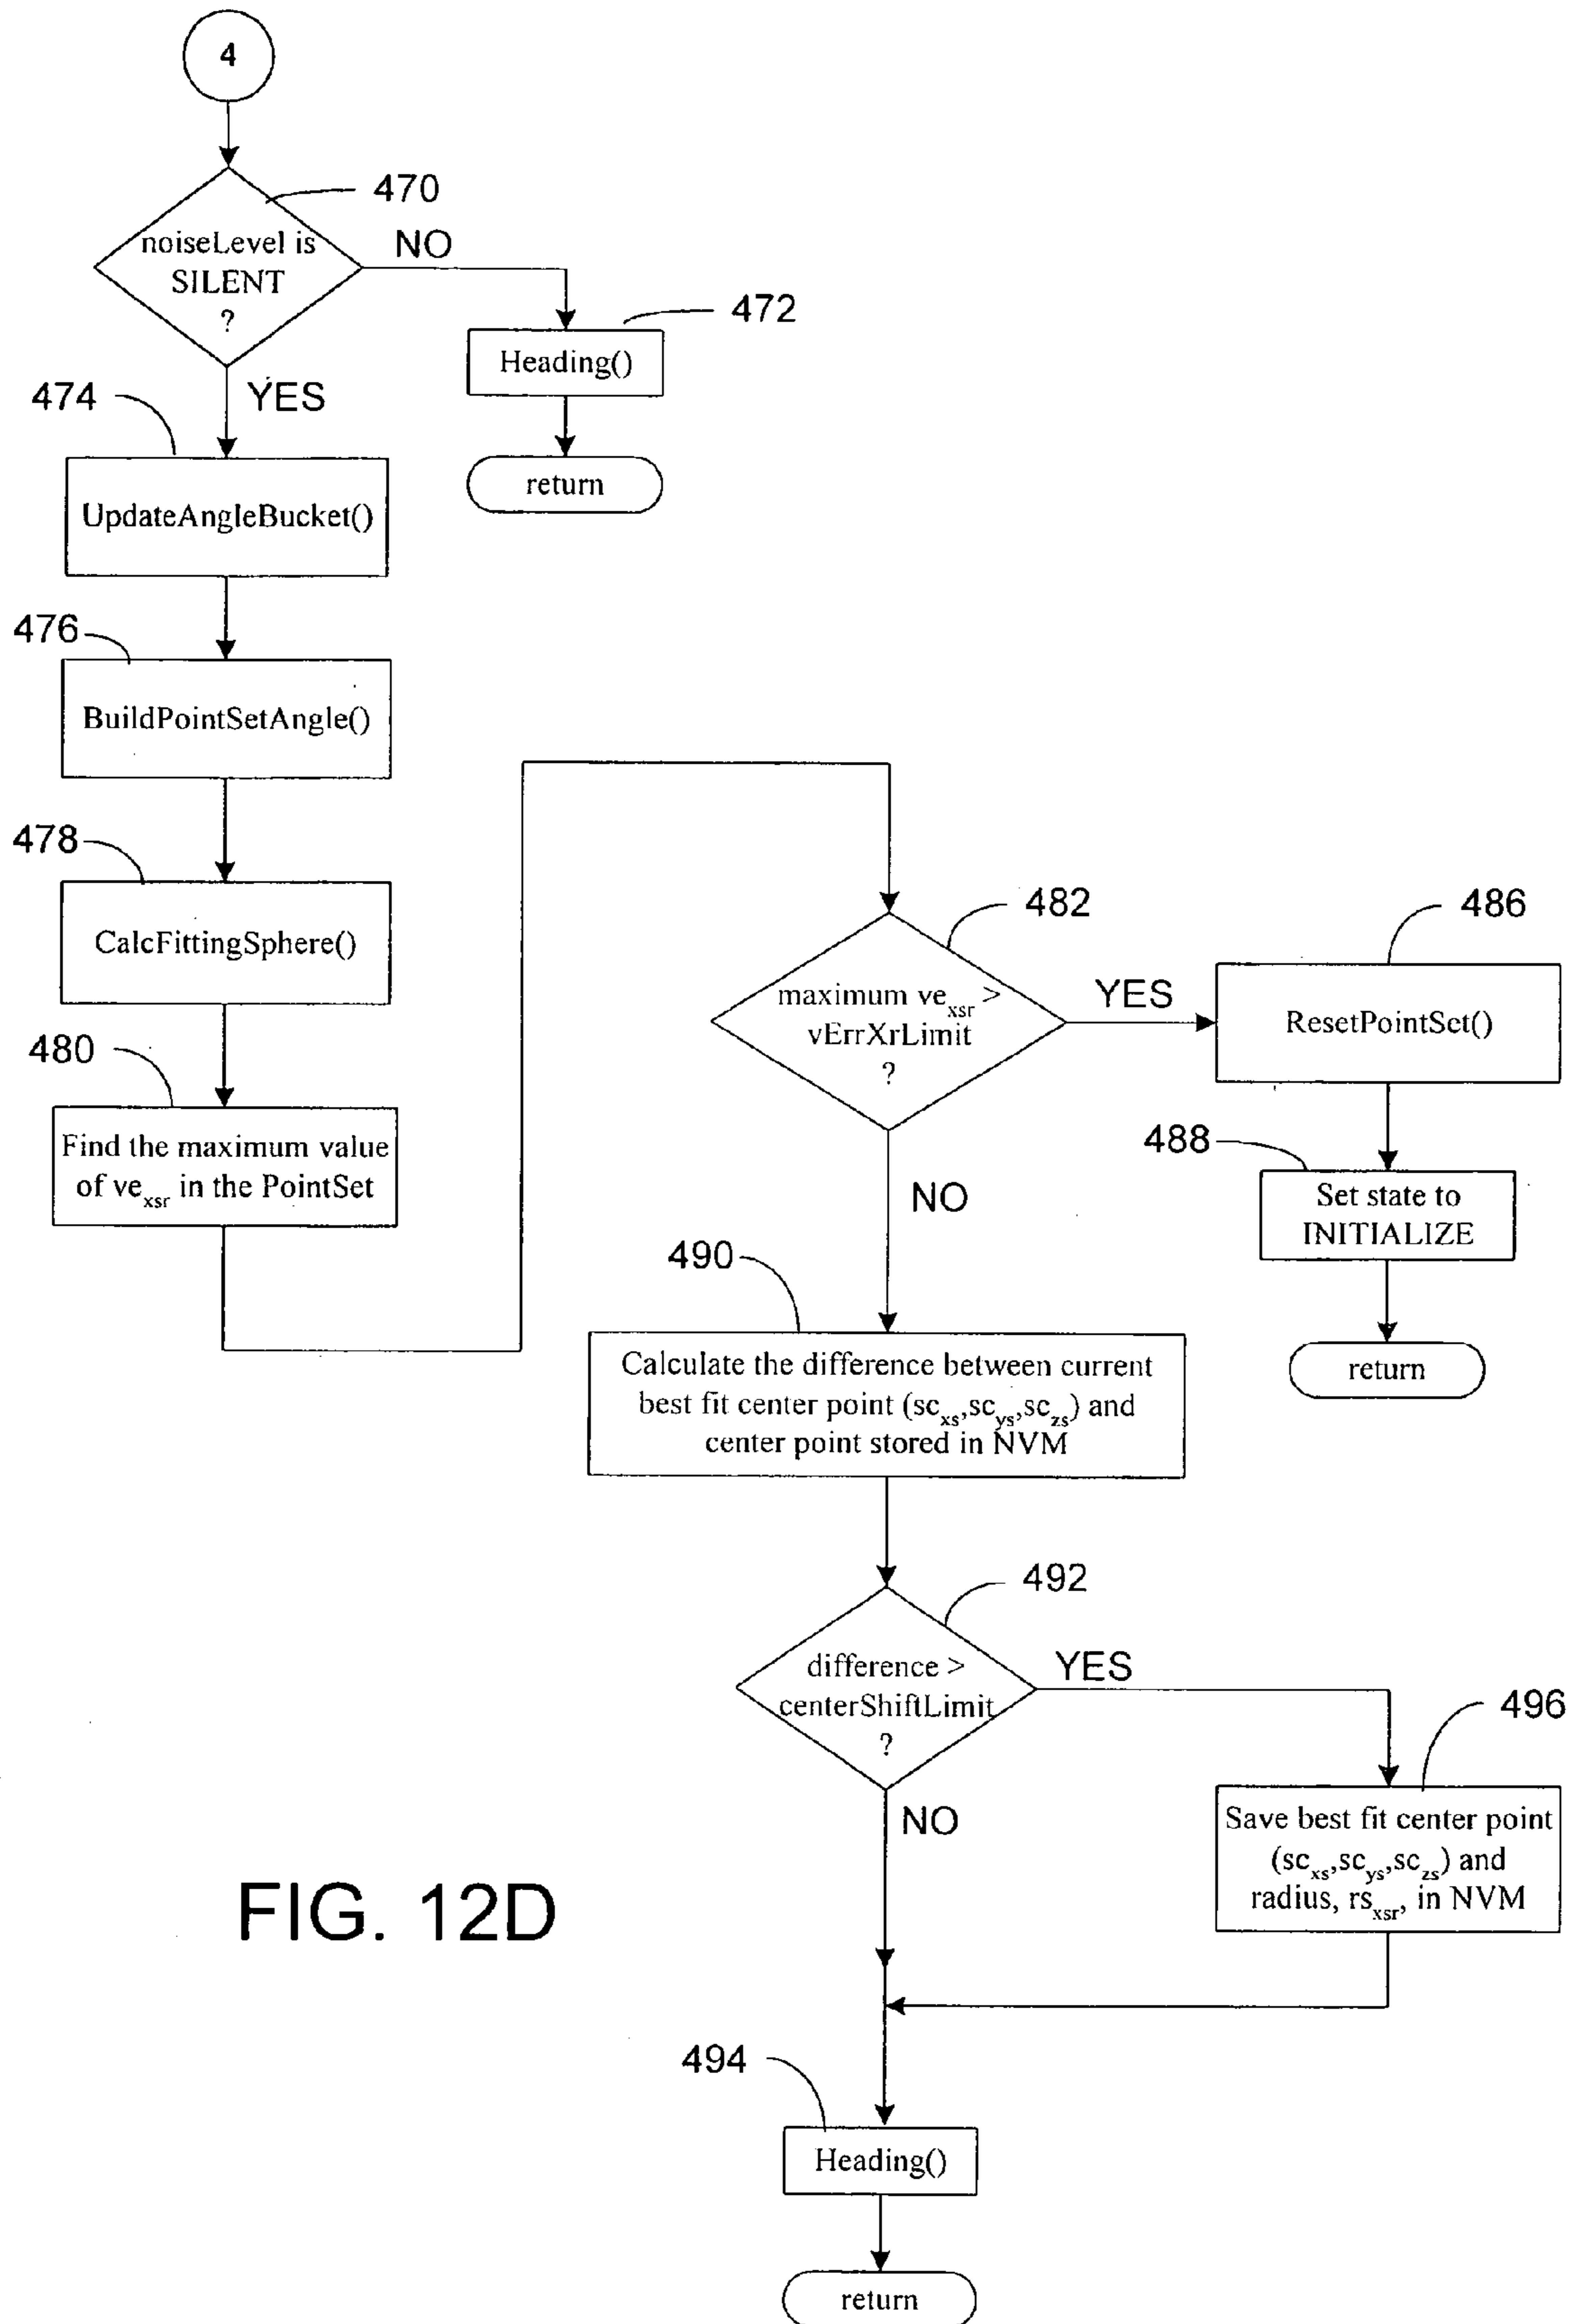 4
470
noiseLevel is
SILENT
?
NO
472
Heading()
return
YES
474
UpdateAngleBucket()
476
BuildPointSetAngle()
478
CalcFittingSphere()
480
Find the maximum value
of ve_xsr in the PointSet
482
maximum ve_xsr >
vErrXrLimit
?
YES
486
ResetPointSet()
488
Set state to
INITIALIZE
return
NO
490
Calculate the difference between current
best fit center point (sc_xs,sc_ys,sc_zs) and
center point stored in NVM
492
difference >
centerShiftLimit
?
YES
496
Save best fit center point
(sc_xs,sc_ys,sc_zs) and
radius, rs_xsr, in NVM
NO
494
Heading()
return
FIG. 12D